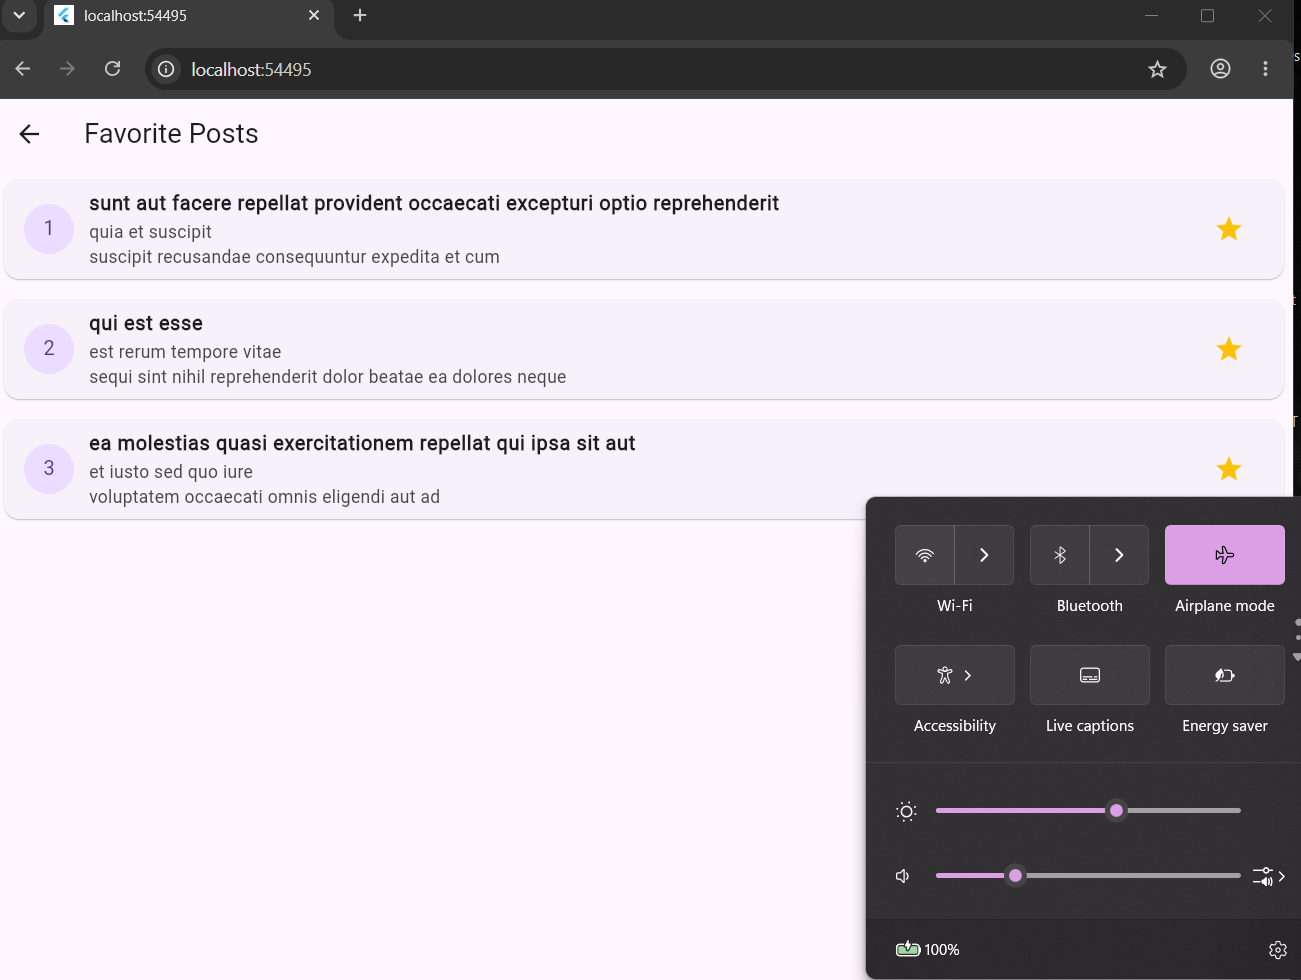 localhost:54495
localhost:54495
Favorite Posts
1
sunt aut facere repellat provident occaecati excepturi optio reprehenderit
quia et suscipit
suscipit recusandae consequuntur expedita et cum
2
qui est esse
est rerum tempore vitae
sequi sint nihil reprehenderit dolor beatae ea dolores neque
3
ea molestias quasi exercitationem repellat qui ipsa sit aut
et iusto sed quo iure
voluptatem occaecati omnis eligendi aut ad
Wi-Fi
Bluetooth
Airplane mode
Accessibility
Live captions
Energy saver
100%